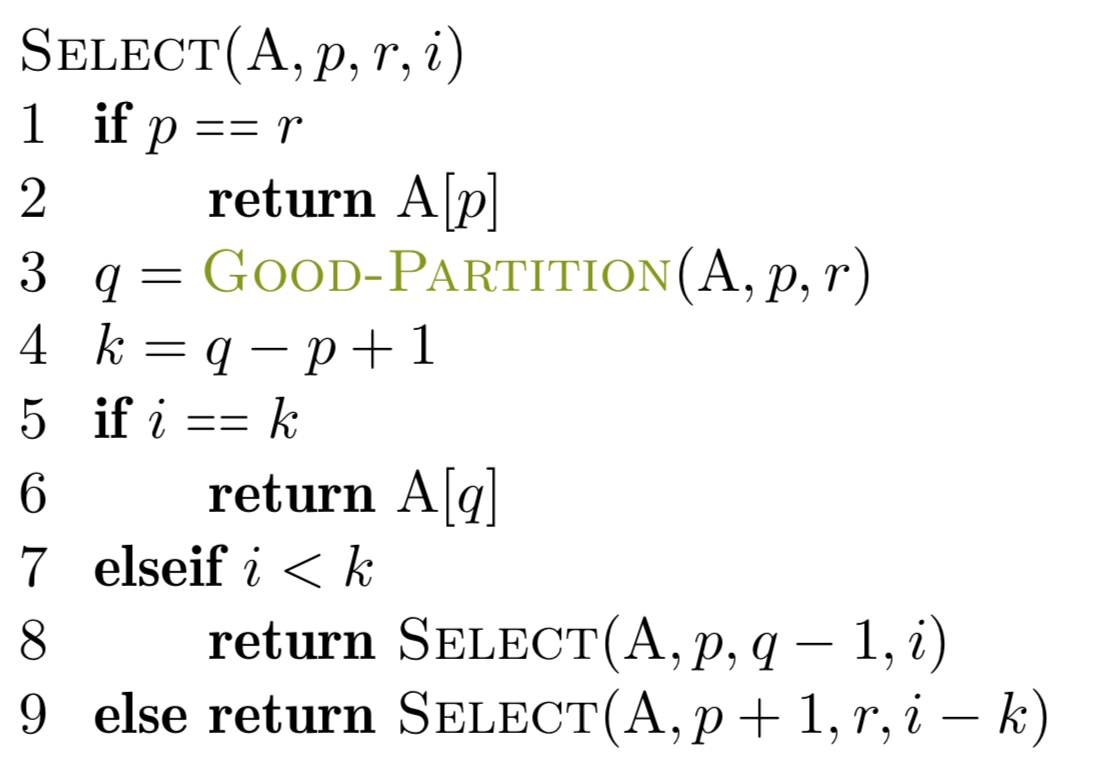 SELECT(A, p, r, i)
1 if p == r
2 return A[p]
3 q = GOOD-PARTITION(A, p, r)
4 k = q − p + 1
5 if i == k
6 return A[q]
7 elseif i < k
8 return SELECT(A, p, q − 1, i)
9 else return SELECT(A, p + 1, r, i − k)